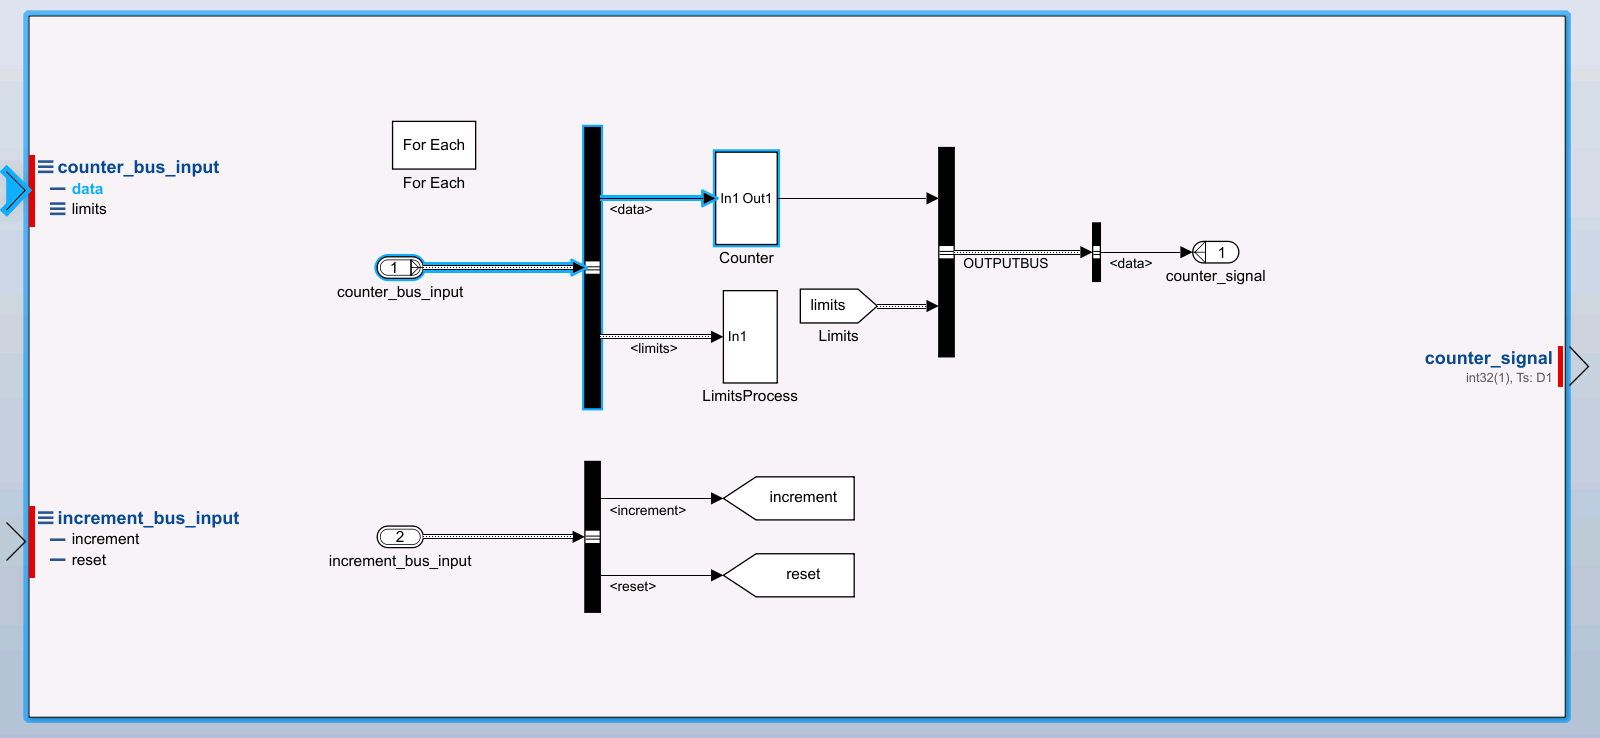 counter_bus_input
data
limits
For Each
For Each
1
counter_bus_input
<data>
<limits>
In1 Out1
Counter
In1
LimitsProcess
limits
Limits
OUTPUTBUS
<data>
1
counter_signal
counter_signal
int32(1), Ts: D1
increment_bus_input
increment
reset
2
increment_bus_input
<increment>
<reset>
increment
reset